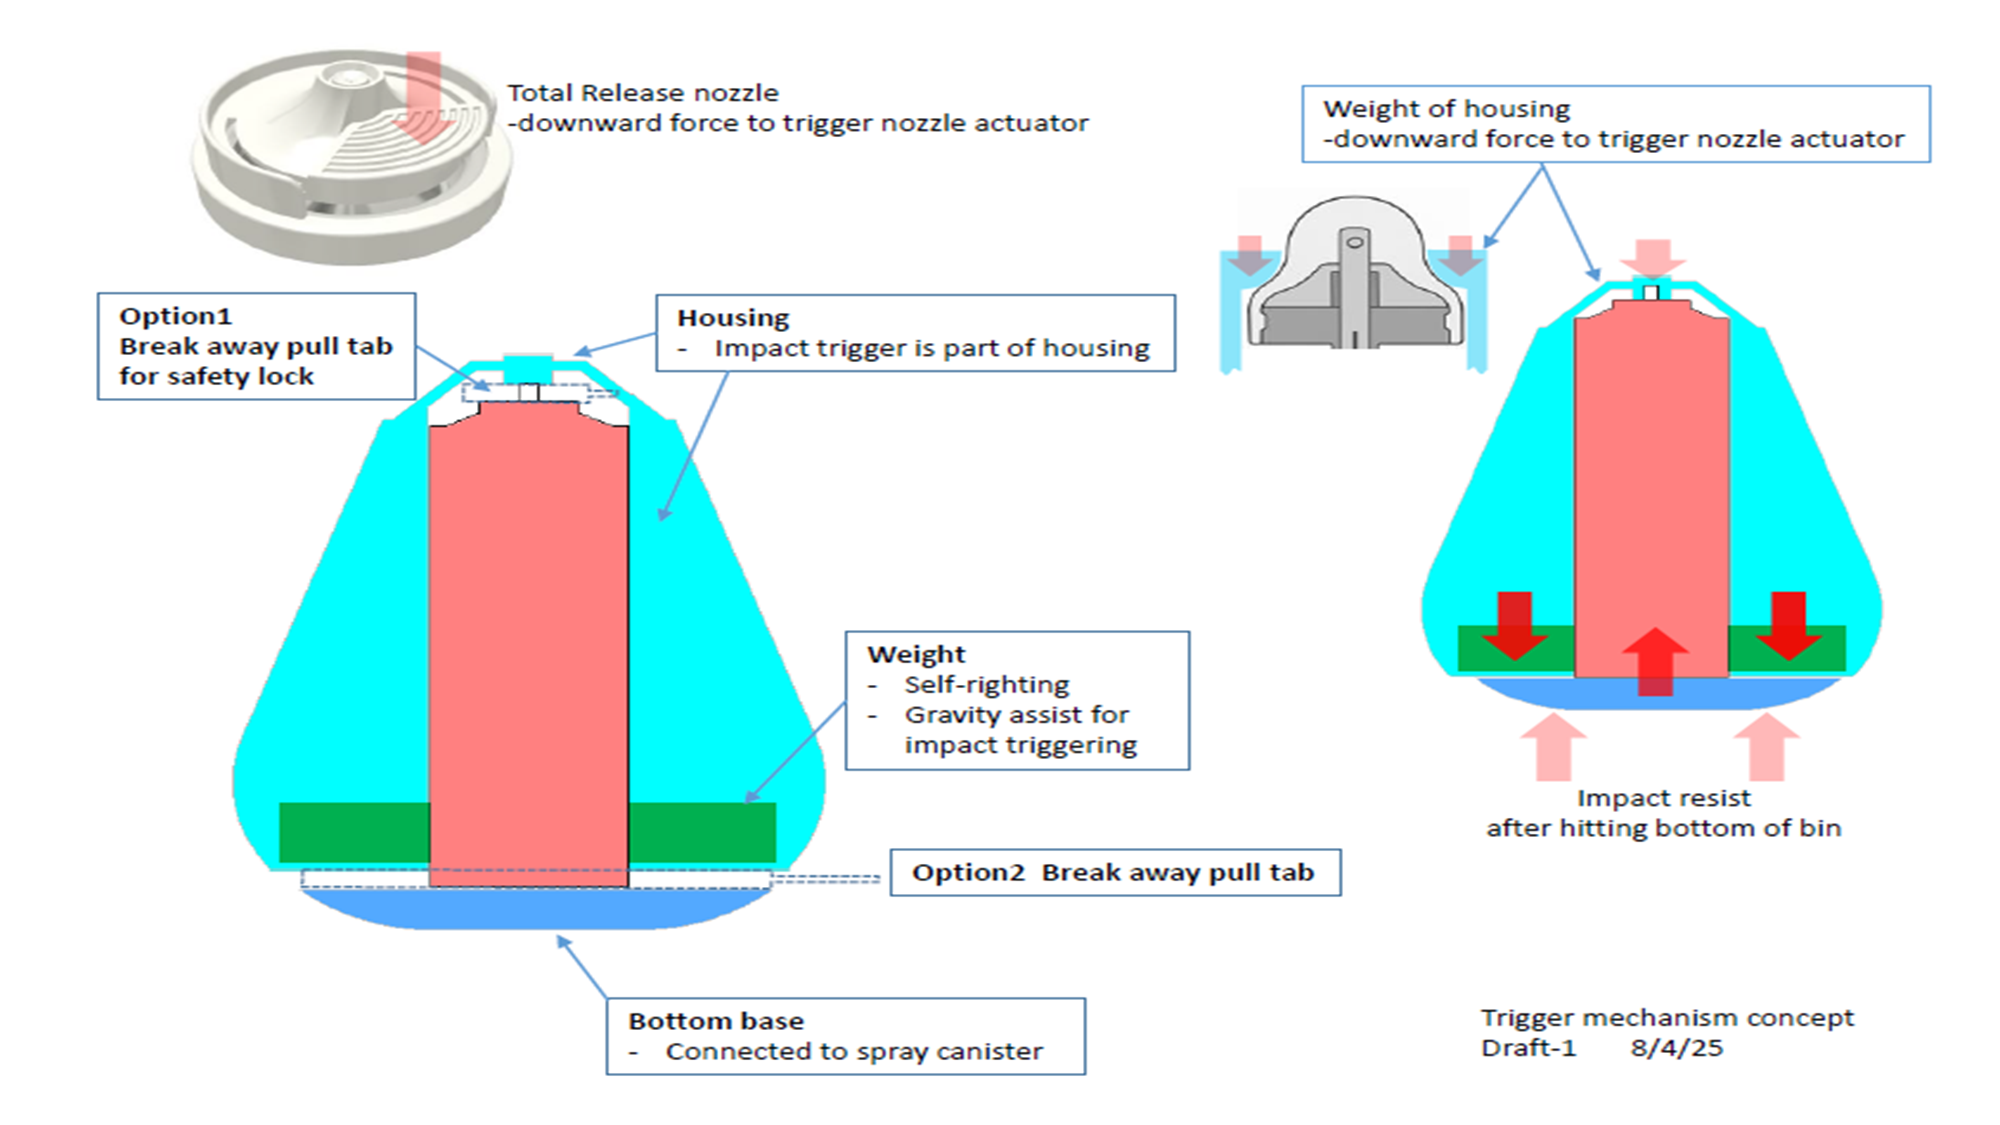 Total Release nozzle
-downward force to trigger nozzle actuator
Weight of housing
-downward force to trigger nozzle actuator
Option1
Break away pull tab
for safety lock
Housing
- Impact trigger is part of housing
Weight
- Self-righting
- Gravity assist for
impact triggering
Impact resist
after hitting bottom of bin
Option2 Break away pull tab
Bottom base
- Connected to spray canister
Trigger mechanism concept
Draft-1 8/4/25